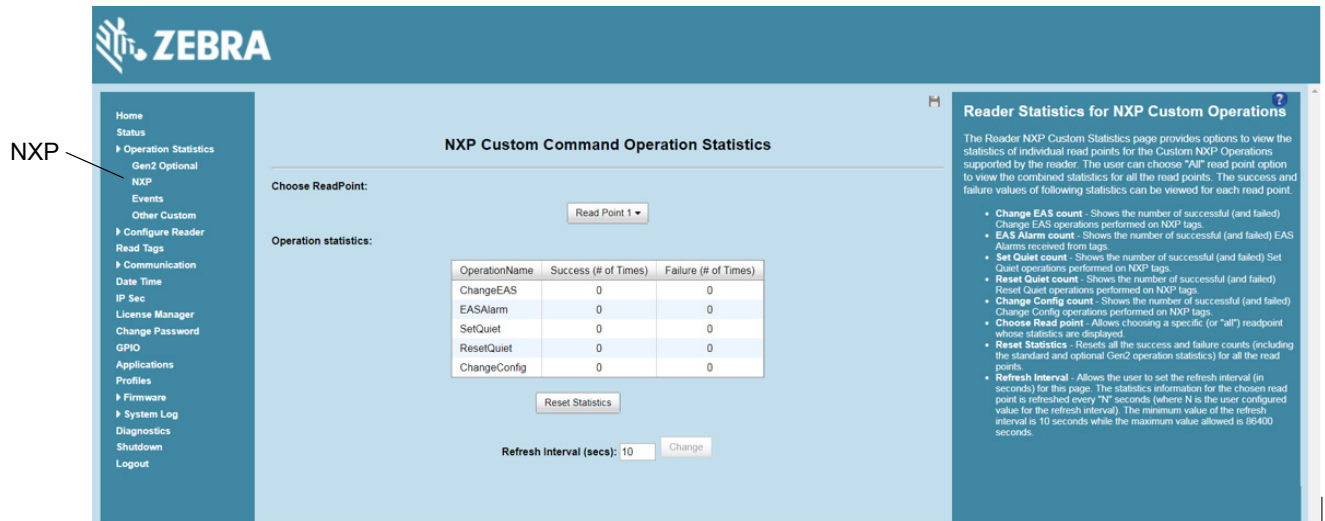 ZEBRA
NXP
Home
Status
Operation Statistics
Gen2 Optional
NXP
Events
Other Custom
Configure Reader
Read Tags
Communication
Date Time
IP Sec
License Manager
Change Password
GPIO
Applications
Profiles
Firmware
System Log
Diagnostics
Shutdown
Logout
NXP Custom Command Operation Statistics
Choose ReadPoint:
Read Point 1
Operation statistics:
OperationName Success (# of Times) Failure (# of Times)
ChangeEAS 0 0
EASAlarm 0 0
SetQuiet 0 0
ResetQuiet 0 0
ChangeConfig 0 0
Reset Statistics
Refresh Interval (secs): 10 Change
?
Reader Statistics for NXP Custom Operations
The Reader NXP Custom Statistics page provides options to view the
statistics of individual read points for the Custom NXP Operations
supported by the reader. The user can choose "All" read point option
to view the combined statistics for all the read points. The success and
failure values of following statistics can be viewed for each read point.
• Change EAS count - Shows the number of successful (and failed)
Change EAS operations performed on NXP tags.
• EAS Alarm count - Shows the number of successful (and failed) EAS
Alarms received from tags.
• Set Quiet count - Shows the number of successful (and failed) Set
Quiet operations performed on NXP tags.
• Reset Quiet count - Shows the number of successful (and failed)
Reset Quiet operations performed on NXP tags.
• Change Config count - Shows the number of successful (and failed)
Change Config operations performed on NXP tags.
• Choose Read point - Allows choosing a specific (or "all") readpoint
whose statistics are displayed.
• Reset Statistics - Resets all the success and failure counts (including
the standard and optional Gen2 operation statistics) for all the read
points.
• Refresh Interval - Allows the user to set the refresh interval (in
seconds) for this page. The statistics information for the chosen read
point is refreshed every "N" seconds (where N is the user configured
value for the refresh interval). The minimum value of the refresh
interval is 10 seconds while the maximum value allowed is 86400
seconds.